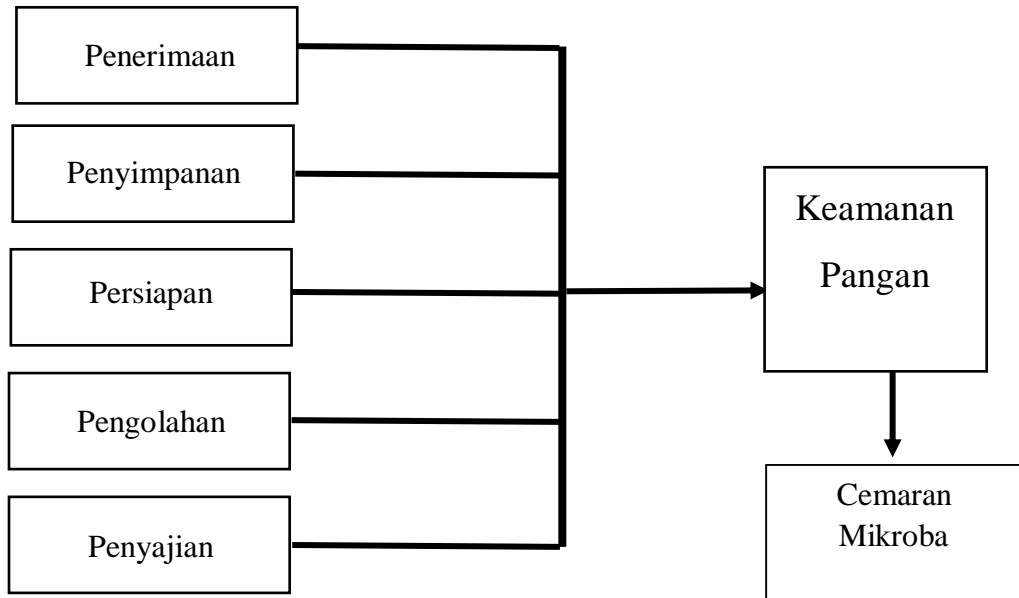 Penerimaan
Penyimpanan
Persiapan
Pengolahan
Penyajian
Keamanan
Pangan
Cemaran
Mikroba